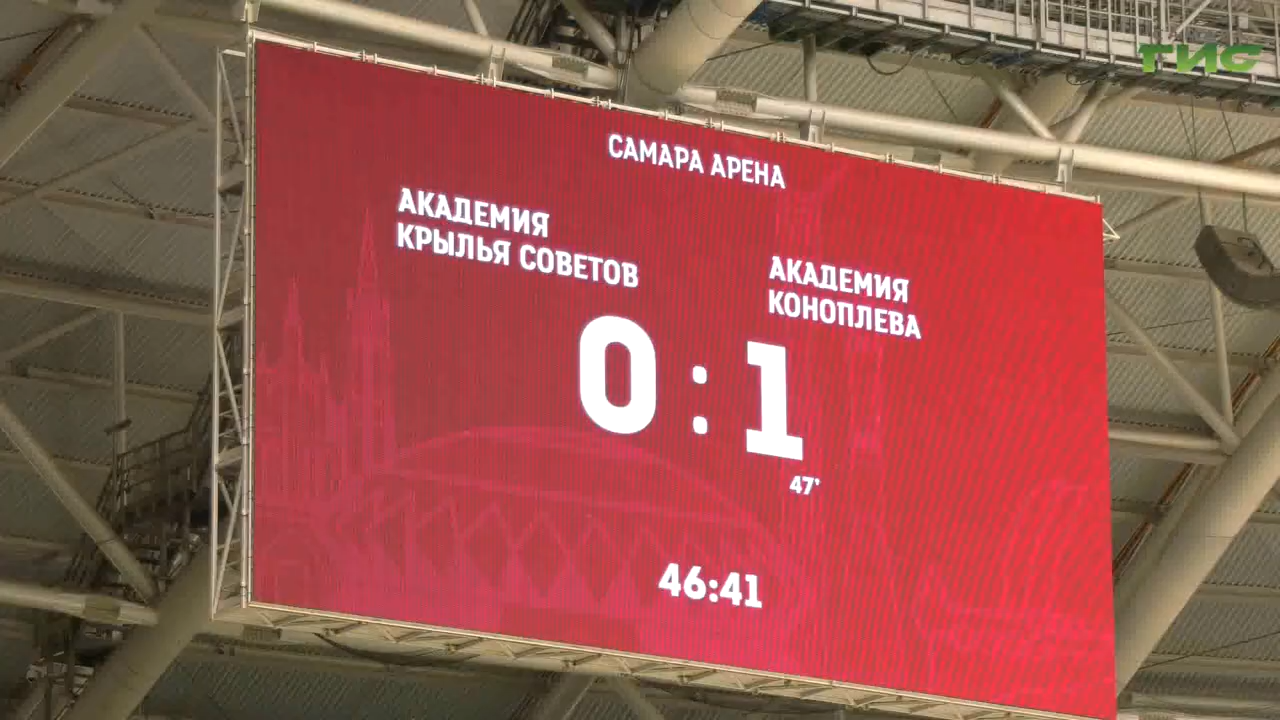 ГИС
САМАРА АРЕНА
АКАДЕМИЯ
КРЫЛЬЯ СОВЕТОВ
АКАДЕМИЯ
КОНОПЛЕВА
0 : 1
47'
46:41